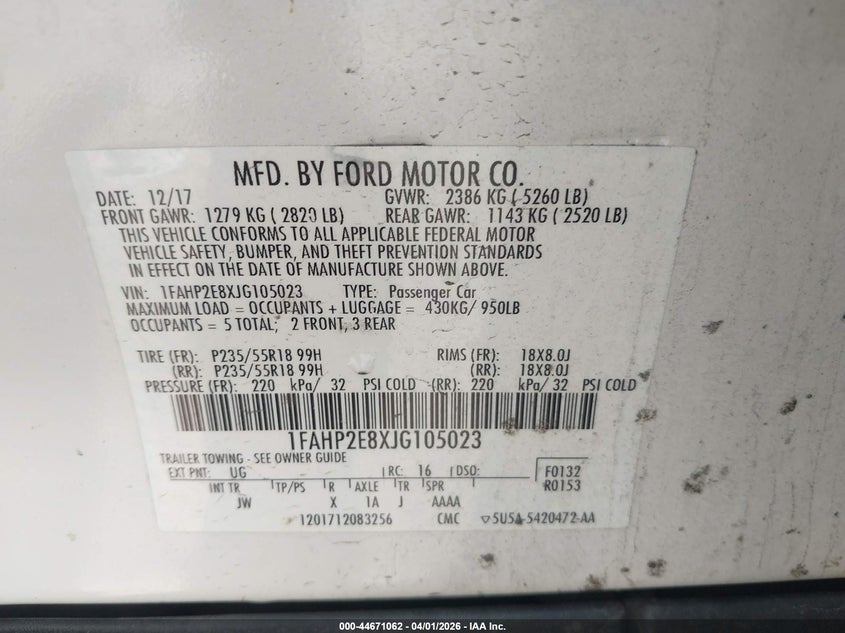 MFD. BY FORD MOTOR CO.
DATE: 12/17 GVWR: 2386 KG ( 5260 LB)
FRONT GAWR: 1279 KG ( 2820 LB) REAR GAWR: 1143 KG ( 2520 LB)
THIS VEHICLE CONFORMS TO ALL APPLICABLE FEDERAL MOTOR
VEHICLE SAFETY, BUMPER, AND THEFT PREVENTION STANDARDS
IN EFFECT ON THE DATE OF MANUFACTURE SHOWN ABOVE.
VIN: 1FAHP2E8XJG105023 TYPE: Passenger Car
MAXIMUM LOAD = OCCUPANTS + LUGGAGE = 430KG/ 950LB
OCCUPANTS = 5 TOTAL; 2 FRONT, 3 REAR
TIRE (FR): P235/55R18 99H RIMS (FR): 18X8.0J
(RR): P235/55R18 99H (RR): 18X8.0J
PRESSURE (FR): 220 kPa/ 32 PSI COLD (RR): 220 kPa/ 32 PSI COLD
1FAHP2E8XJG105023
TRAILER TOWING - SEE OWNER GUIDE
EXT PNT: UG RC: 16 DSO: F0132
INT TR TP/PS R AXLE TR SPR R0153
JW X 1A J AAAA
1201712083256 CMC ▽5U5A-5420472-AA
000-44671062 | 04/01/2026 - IAA Inc.